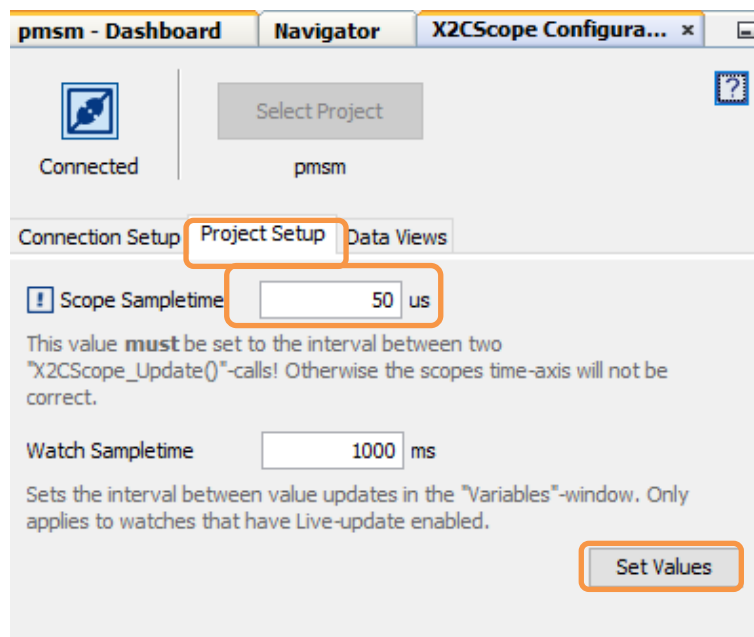 pmsm - Dashboard Navigator X2CScope Configura... ×
Select Project
?
Connected pmsm
Connection Setup Project Setup Data Views
! Scope Sampletime 50 us
This value must be set to the interval between two
"X2CScope_Update()"-calls! Otherwise the scopes time-axis will not be
correct.
Watch Sampletime 1000 ms
Sets the interval between value updates in the "Variables"-window. Only
applies to watches that have Live-update enabled.
Set Values